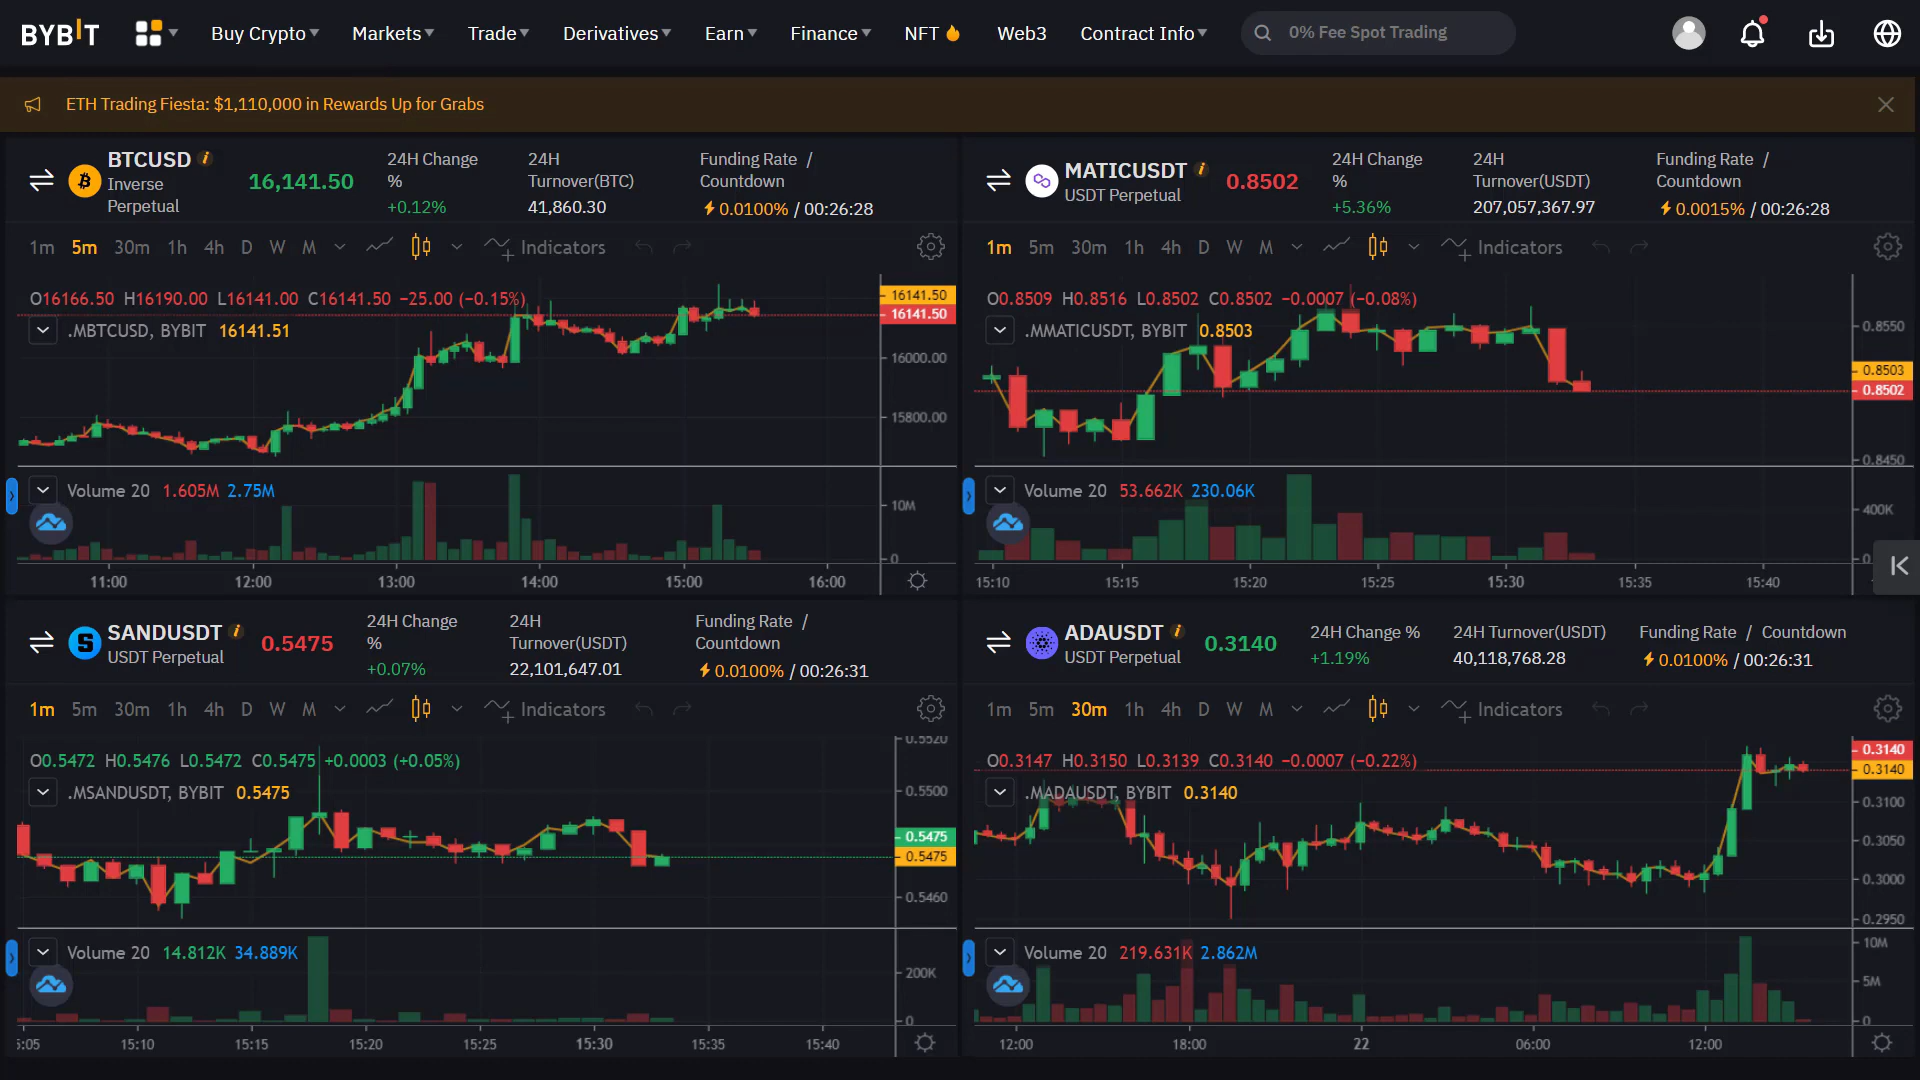 BYBIT
Buy Crypto Markets Trade Derivatives Earn Finance NFT Web3 Contract Info 0% Fee Spot Trading
ETH Trading Fiesta: $1,110,000 in Rewards Up for Grabs
BTCUSD
Inverse
Perpetual
16,141.50
24H Change
%
+0.12%
24H
Turnover(BTC)
41,860.30
Funding Rate /
Countdown
0.0100% / 00:26:28
1m 5m 30m 1h 4h D W M Indicators
O16166.50 H16190.00 L16141.00 C16141.50 −25.00 (−0.15%)
.MBTCUSD, BYBIT 16141.51
16141.50
16141.50
16000.00
15800.00
Volume 20 1.605M 2.75M
10M
0
11:00 12:00 13:00 14:00 15:00 16:00
MATICUSDT
USDT Perpetual
0.8502
24H Change
%
+5.36%
24H
Turnover(USDT)
207,057,367.97
Funding Rate /
Countdown
0.0015% / 00:26:28
1m 5m 30m 1h 4h D W M Indicators
O0.8509 H0.8516 L0.8502 C0.8502 −0.0007 (−0.08%)
.MMATICUSDT, BYBIT 0.8503
0.8550
0.8503
0.8502
0.8450
Volume 20 53.662K 230.06K
400K
0
15:10 15:15 15:20 15:25 15:30 15:35 15:40
SANDUSDT
USDT Perpetual
0.5475
24H Change
%
+0.07%
24H
Turnover(USDT)
22,101,647.01
Funding Rate /
Countdown
0.0100% / 00:26:31
1m 5m 30m 1h 4h D W M Indicators
O0.5472 H0.5476 L0.5472 C0.5475 +0.0003 (+0.05%)
.MSANDUSDT, BYBIT 0.5475
0.5520
0.5500
0.5475
0.5475
0.5460
Volume 20 14.812K 34.889K
200K
0
5:05 15:10 15:15 15:20 15:25 15:30 15:35 15:40
ADAUSDT
USDT Perpetual
0.3140
24H Change %
+1.19%
24H Turnover(USDT)
40,118,768.28
Funding Rate / Countdown
0.0100% / 00:26:31
1m 5m 30m 1h 4h D W M Indicators
O0.3147 H0.3150 L0.3139 C0.3140 −0.0007 (−0.22%)
.MADAUSDT, BYBIT 0.3140
0.3140
0.3140
0.3100
0.3050
0.3000
0.2950
Volume 20 219.631K 2.862M
10M
5M
0
12:00 18:00 22 06:00 12:00